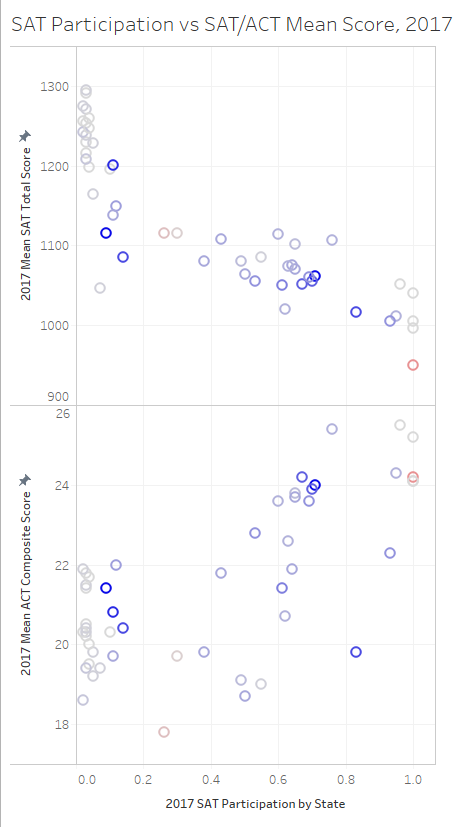 SAT Participation vs SAT/ACT Mean Score, 2017
1300
1200
1100
1000
900
2017 Mean SAT Total Score
26
24
22
20
18
2017 Mean ACT Composite Score
0.0 0.2 0.4 0.6 0.8 1.0
2017 SAT Participation by State